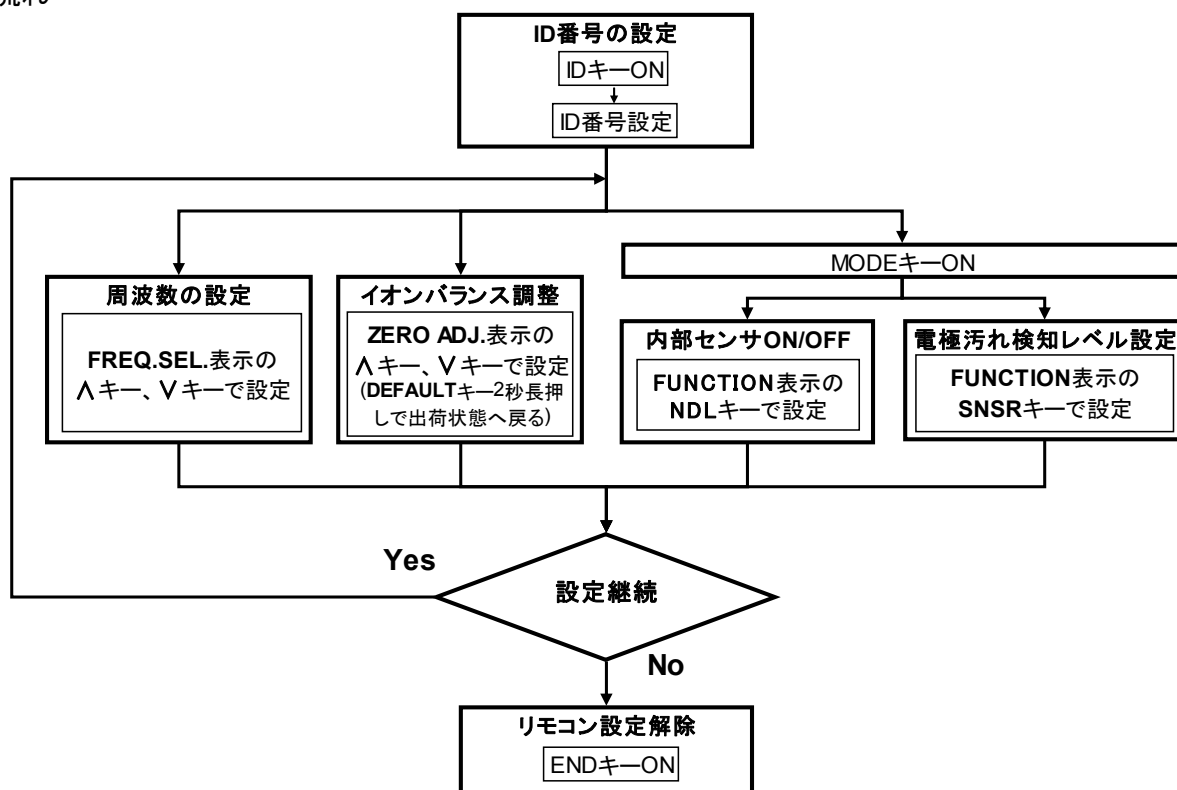 ID番号の設定
IDキーON
ID番号設定
MODEキーON
周波数の設定
FREQ.SEL.表示の
∧キー、∨キーで設定
イオンバランス調整
ZERO ADJ.表示の
∧キー、∨キーで設定
(DEFAULTキー2秒長押
しで出荷状態へ戻る)
内部センサON/OFF
FUNCTION表示の
NDLキーで設定
電極汚れ検知レベル設定
FUNCTION表示の
SNSRキーで設定
Yes
設定継続
No
リモコン設定解除
ENDキーON